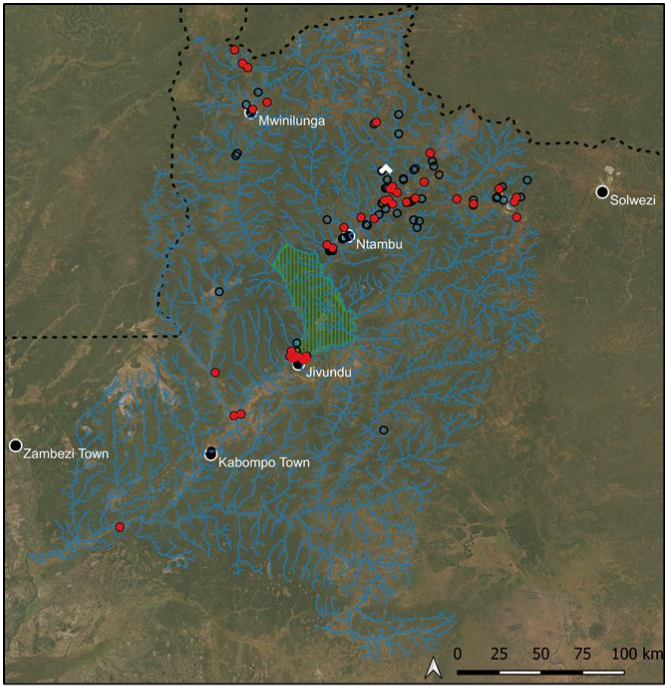 Mwinilunga
Solwezi
Ntambu
Jivundu
Zambezi Town
Kabompo Town
0 25 50 75 100 km